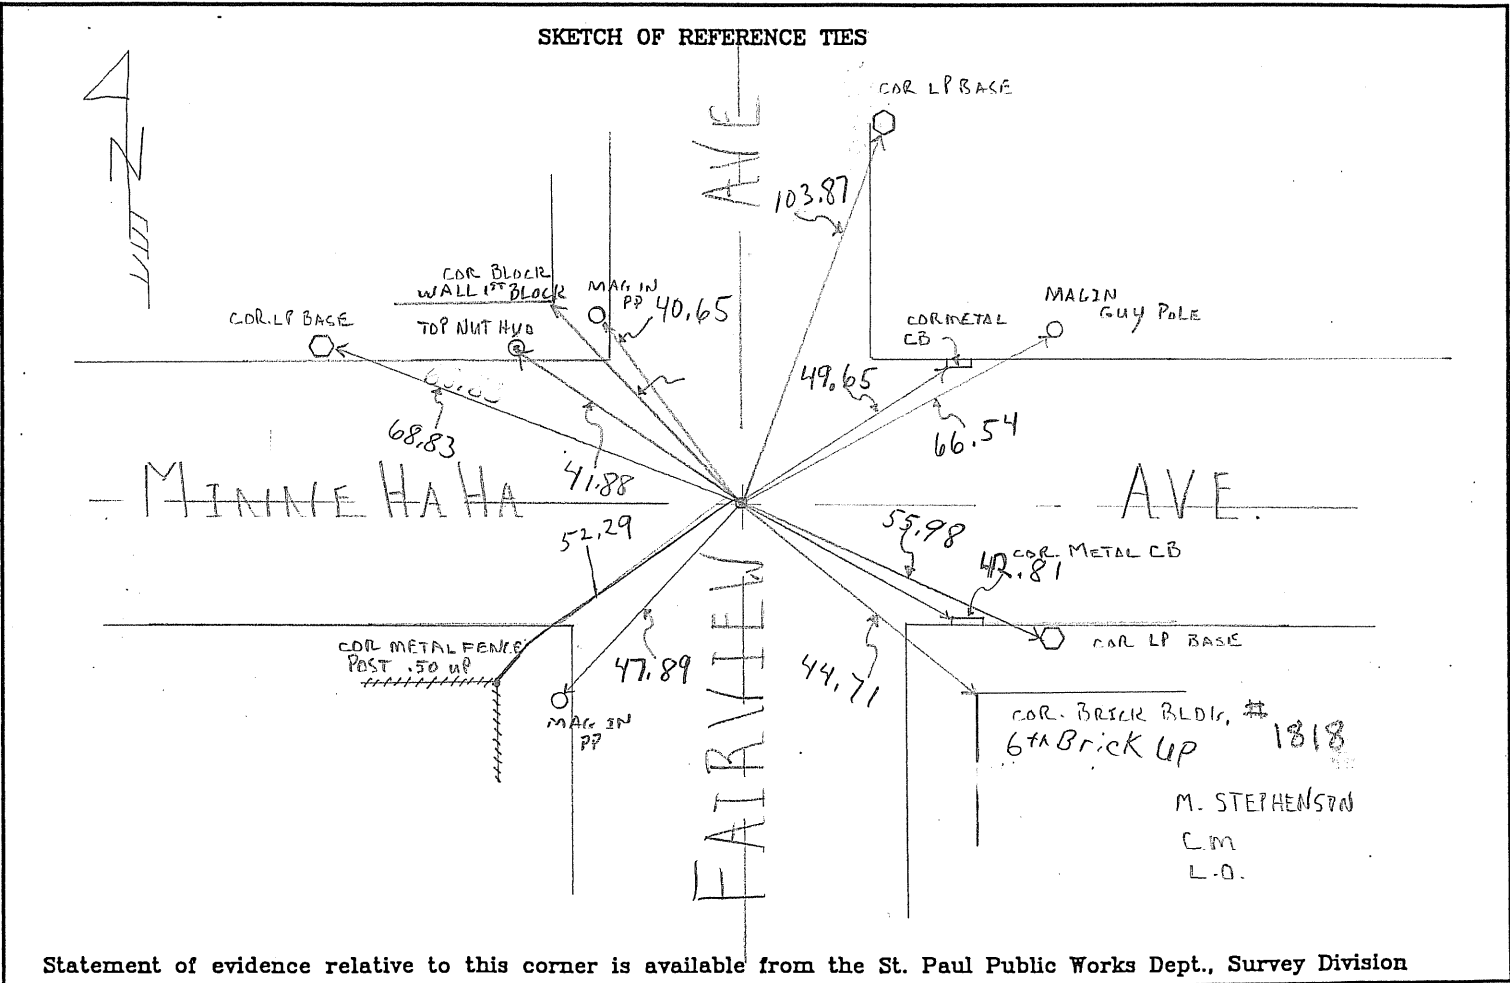 SKETCH OF REFERENCE TIES
N
COR LP BASE
AVE
103.87
COR BLOCK
WALL 1ST BLOCK
MAG IN
PP
40.65
MAG IN
GUY POLE
COR. LP BASE
TOP NUT HYD
COR METAL
CB
49.65
66.54
68.83
41.88
MINNEHAHA
AVE.
52.29
55.98
COR. METAL CB
42.81
COR METAL FENCE
POST .50 UP
47.89
44.71
COR LP BASE
FAIRVIEW
MAG IN
PP
COR. BRICK BLDG. # 1818
6th Brick up
M. STEPHENSON
C.M
L.O.
Statement of evidence relative to this corner is available from the St. Paul Public Works Dept., Survey Division